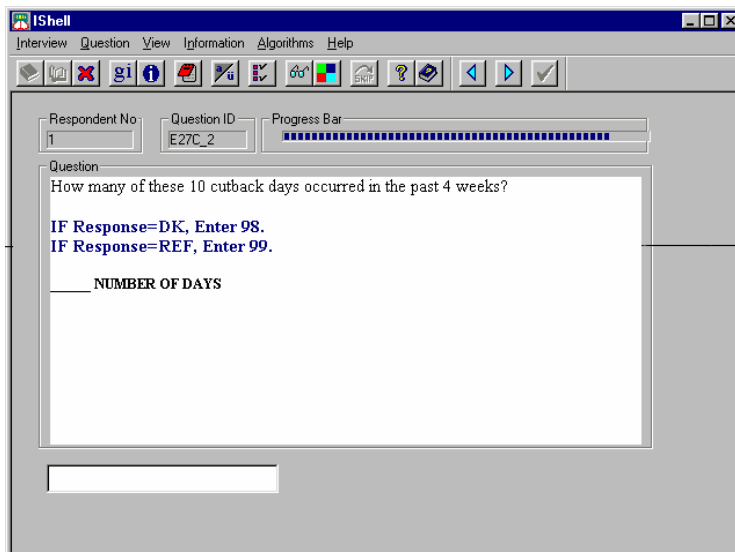 IShell
Interview Question View Information Algorithms Help
gi i a/ü SKIP ?
Respondent No Question ID Progress Bar
1 E27C_2
Question
How many of these 10 cutback days occurred in the past 4 weeks?
IF Response=DK, Enter 98.
IF Response=REF, Enter 99.
_____ NUMBER OF DAYS